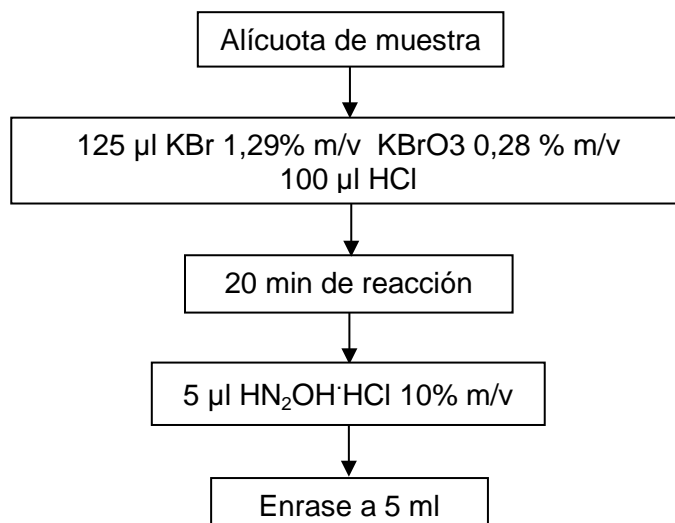 Alícuota de muestra
125 µl KBr 1,29% m/v  KBrO3 0,28 % m/v
100 µl HCl
20 min de reacción
5 µl HN₂OH·HCl 10% m/v
Enrase a 5 ml